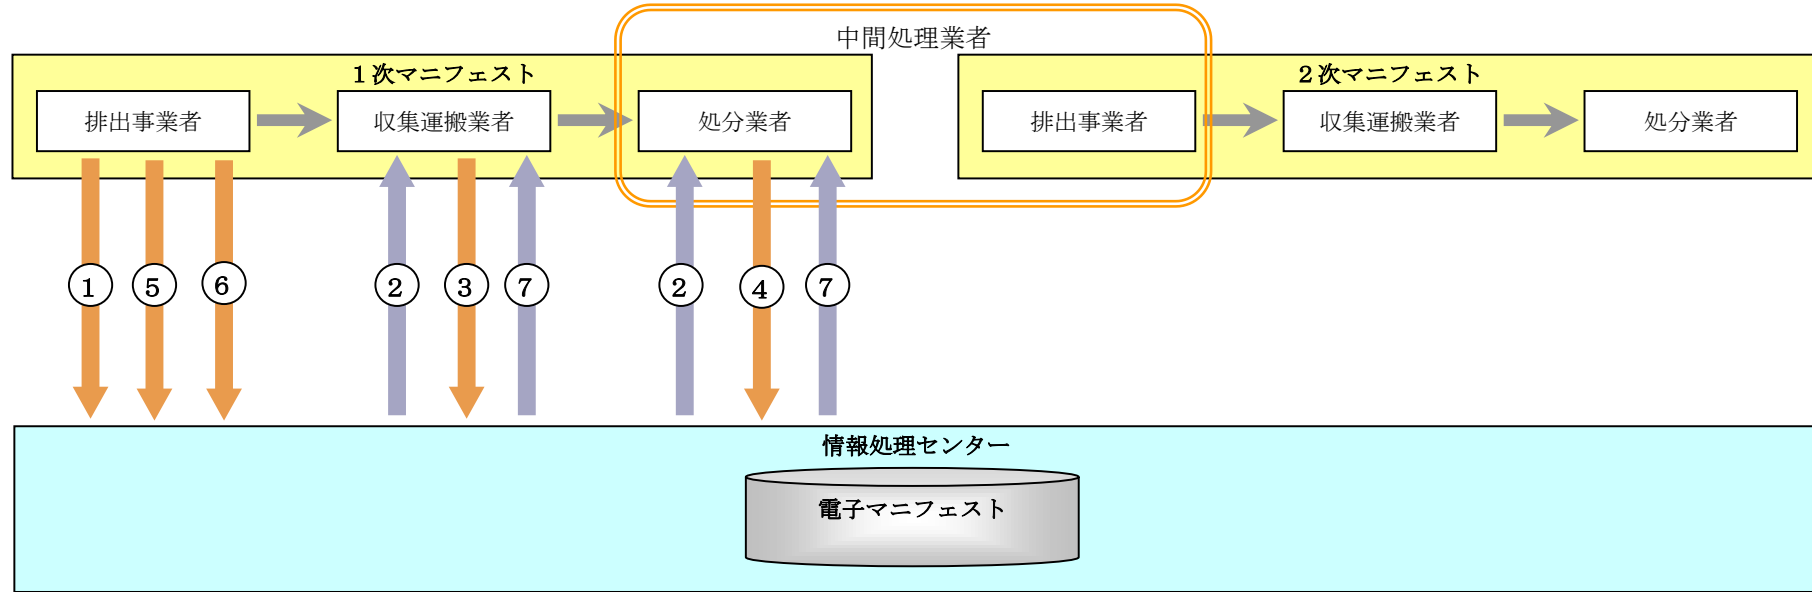 中間処理業者
１次マニフェスト
排出事業者
収集運搬業者
処分業者
２次マニフェスト
排出事業者
収集運搬業者
処分業者
①
⑤
⑥
②
③
⑦
②
④
⑦
情報処理センター
電子マニフェスト